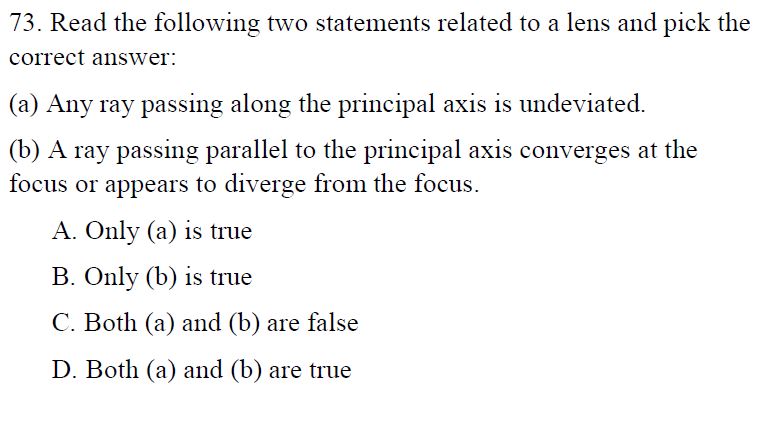 73. Read the following two statements related to a lens and pick the
correct answer:
(a) Any ray passing along the principal axis is undeviated.
(b) A ray passing parallel to the principal axis converges at the
focus or appears to diverge from the focus.
A. Only (a) is true
B. Only (b) is true
C. Both (a) and (b) are false
D. Both (a) and (b) are true